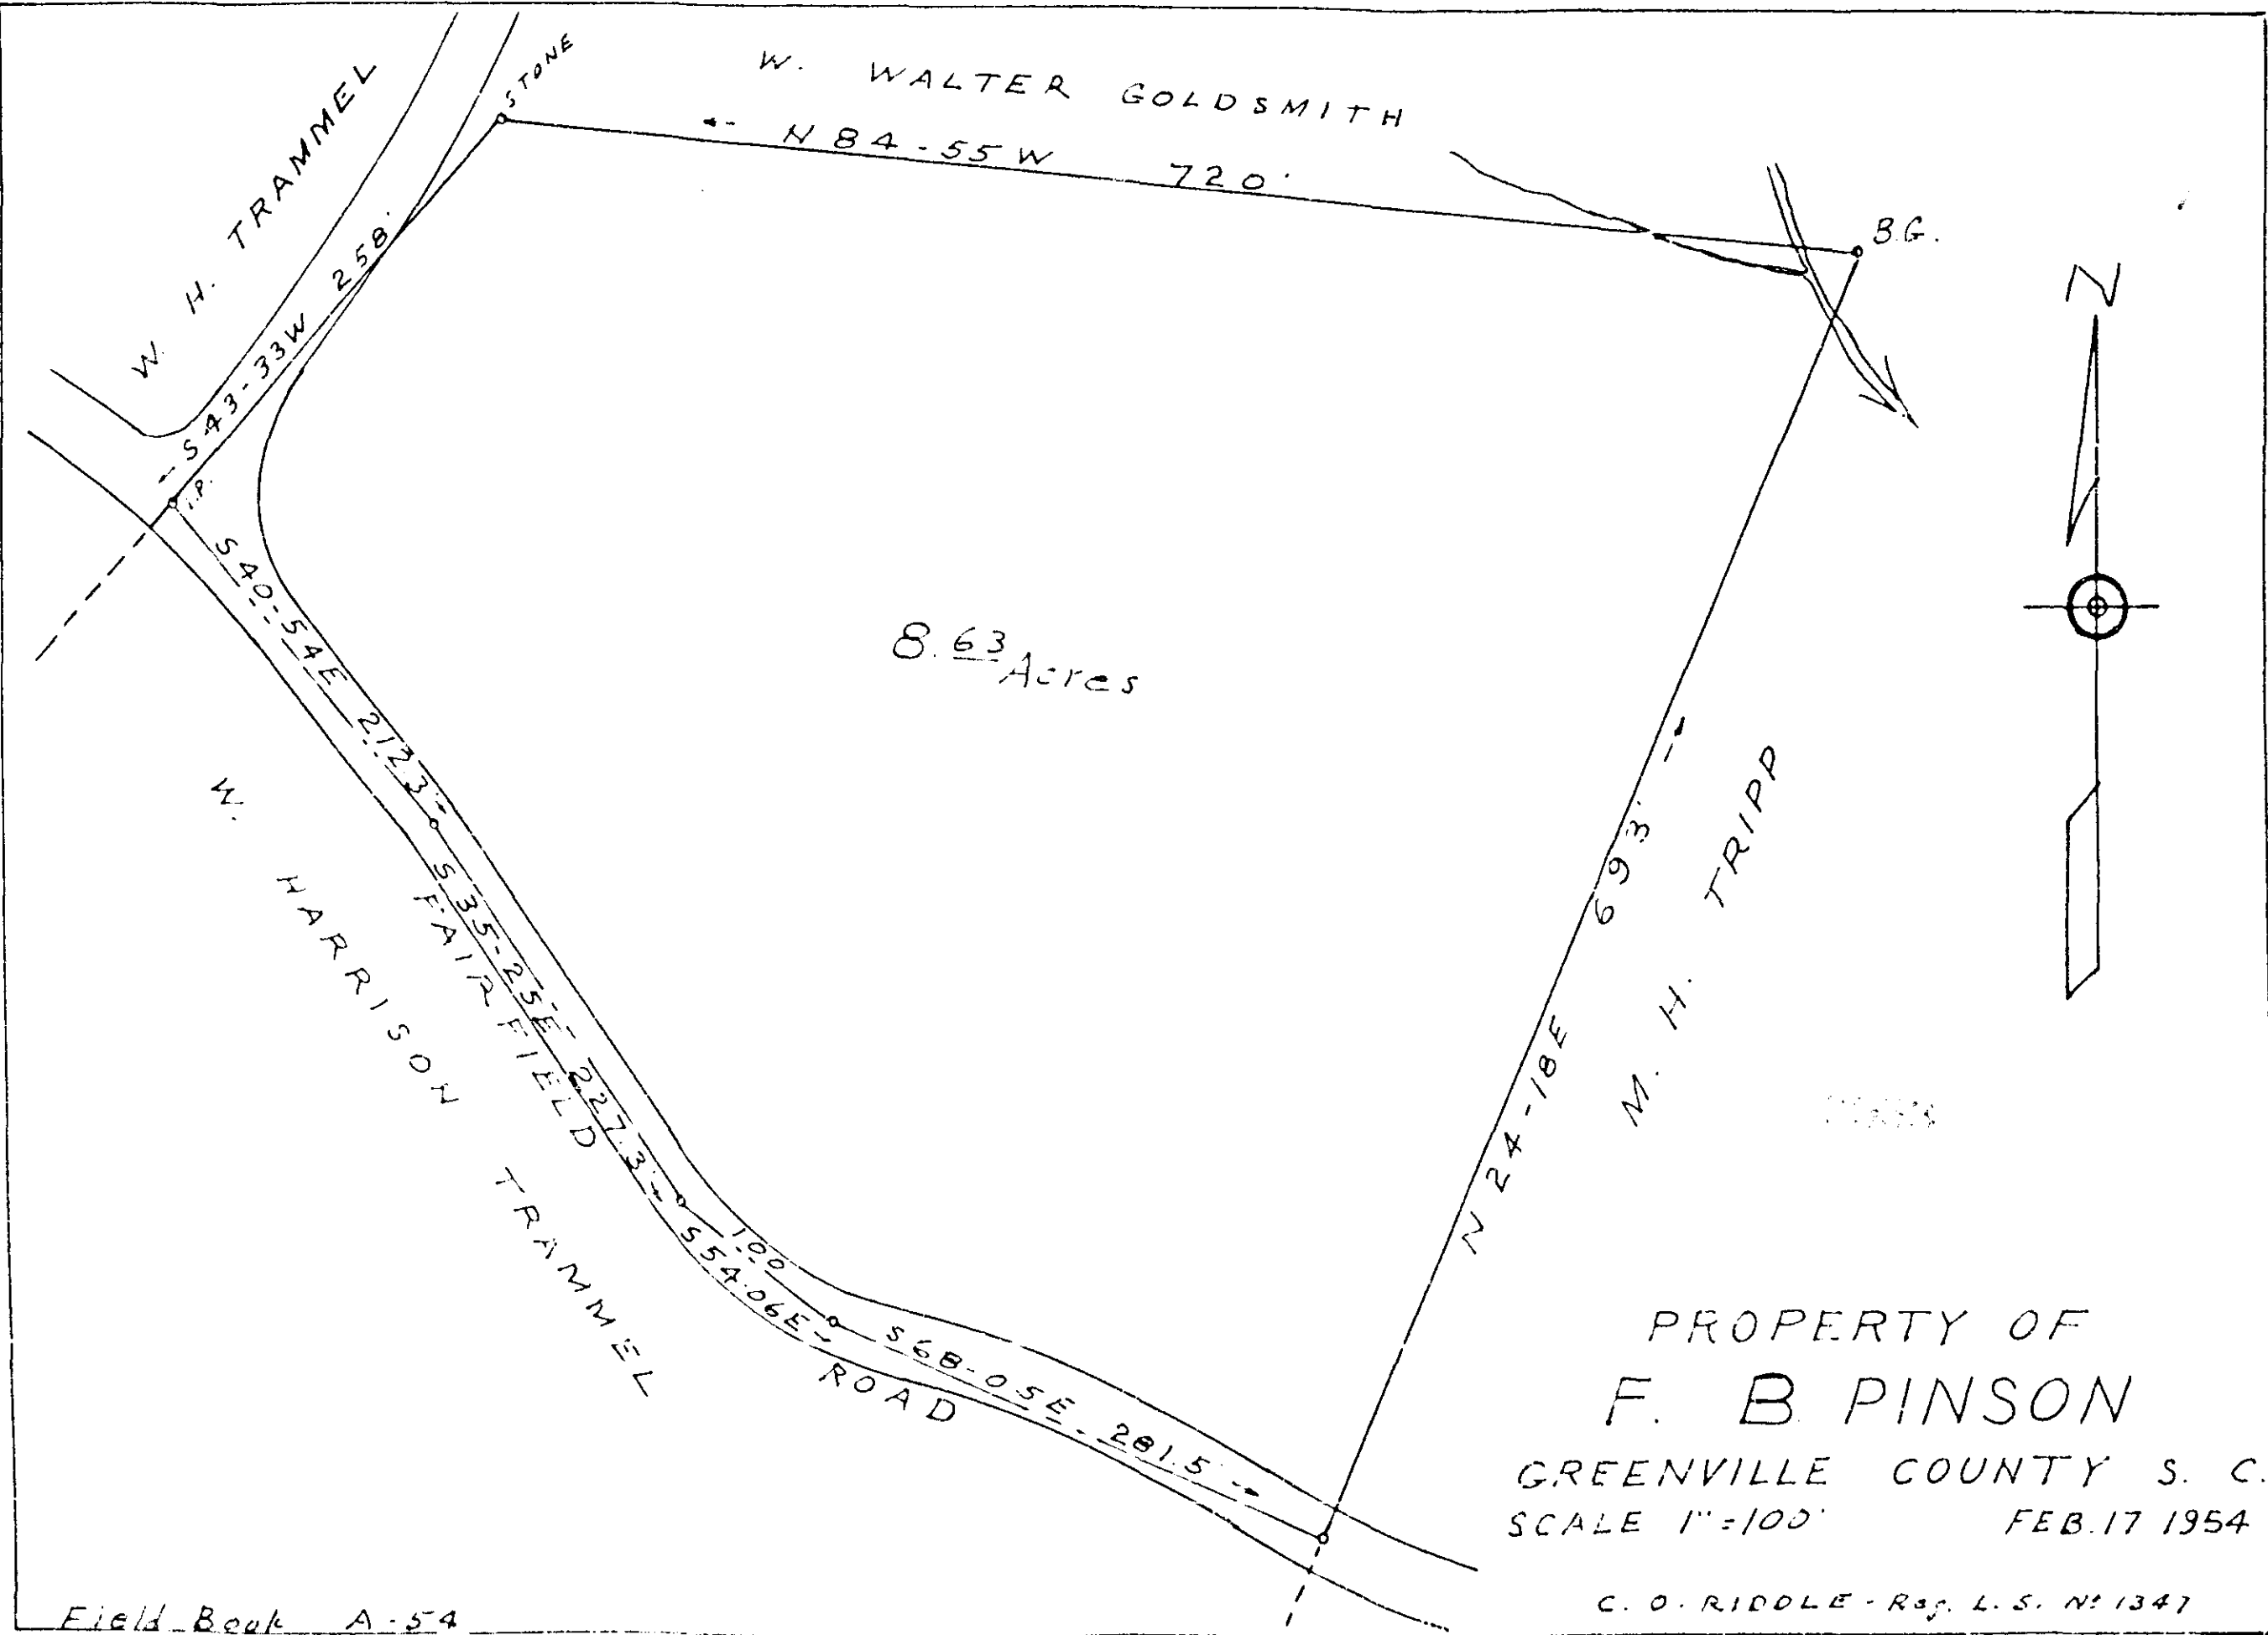 W. WALTER GOLDSMITH
STONE
N 84-55 W 720'
B.G.
W. H. TRAMMEL
S 43-33 W 258'
I.P.
N
S 40-54 E 212.3'
8.63 Acres
W. HARRISON TRAMMEL
S 35-25 E 227.3'
FAIRFIELD ROAD
100
S 54-06 E
S 68-05 E 281.5'
N 24-18 E 693'
M. H. TRIPP
PROPERTY OF
F. B. PINSON
GREENVILLE COUNTY S. C.
SCALE 1"=100' FEB. 17 1954
C. O. RIDDLE - Reg. L. S. No 1347
Field Book A-54